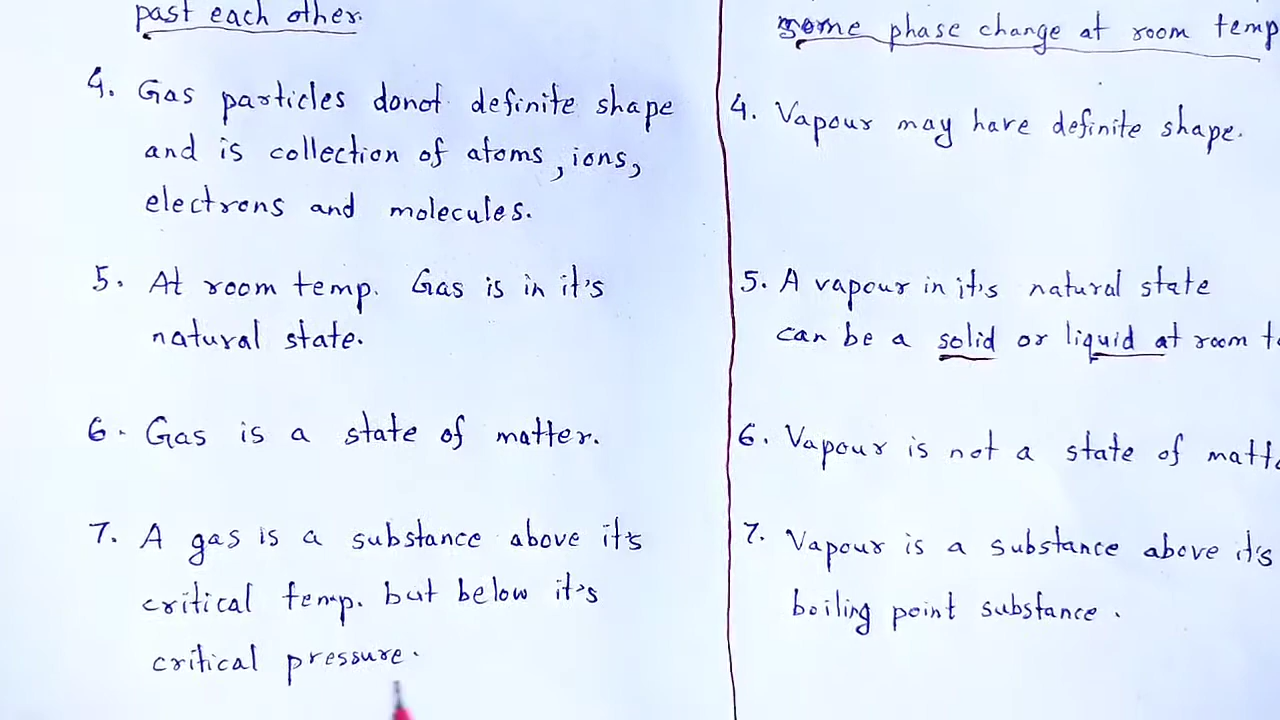 past each other.
4. Gas particles donot definite shape
and is collection of atoms, ions,
electrons and molecules.
5. At room temp. Gas is in it's
natural state.
6. Gas is a state of matter.
7. A gas is a substance above it's
critical temp. but below it's
critical pressure.
some phase change at room temp
4. Vapour may have definite shape.
5. A vapour in it's natural state
can be a solid or liquid at room
6. Vapour is not a state of
7. Vapour is a substance above it's
boiling point substance.